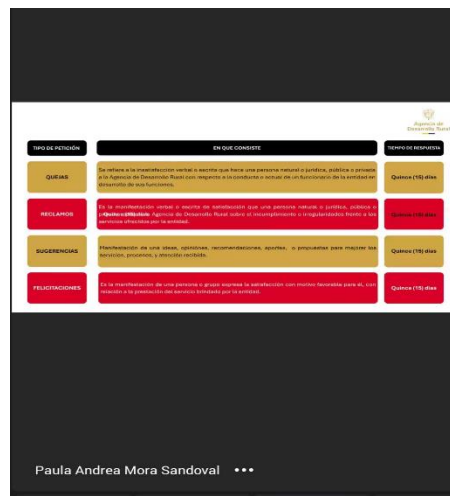 Agencia de
Desarrollo Rural
TIPO DE PETICIÓN
EN QUE CONSISTE
TIEMPO DE RESPUESTA
QUEJAS
Se refiere a la insatisfacción verbal o escrita que hace una persona natural o jurídica, pública o privada
a la Agencia de Desarrollo Rural con respecto a la conducta o actuar de un funcionario de la entidad en
desarrollo de sus funciones.
Quince (15) días
RECLAMOS
Es la manifestación verbal o escrita de satisfacción que una persona natural o jurídica, pública o
Agencia de Desarrollo Rural sobre el incumplimiento o irregularidades frente a los
servicios ofrecidos por la entidad.
Quince (15) días
Quince (15) días
SUGERENCIAS
Manifestación de una ideas, opiniones, recomendaciones, aportes, o propuestas para mejorar los
servicios, procesos, y atención recibida.
Quince (15) días
FELICITACIONES
Es la manifestación de una persona o grupo expresa la satisfacción con motivo favorable para él, con
relación a la prestación del servicio brindado por la entidad.
Quince (15) días
Paula Andrea Mora Sandoval